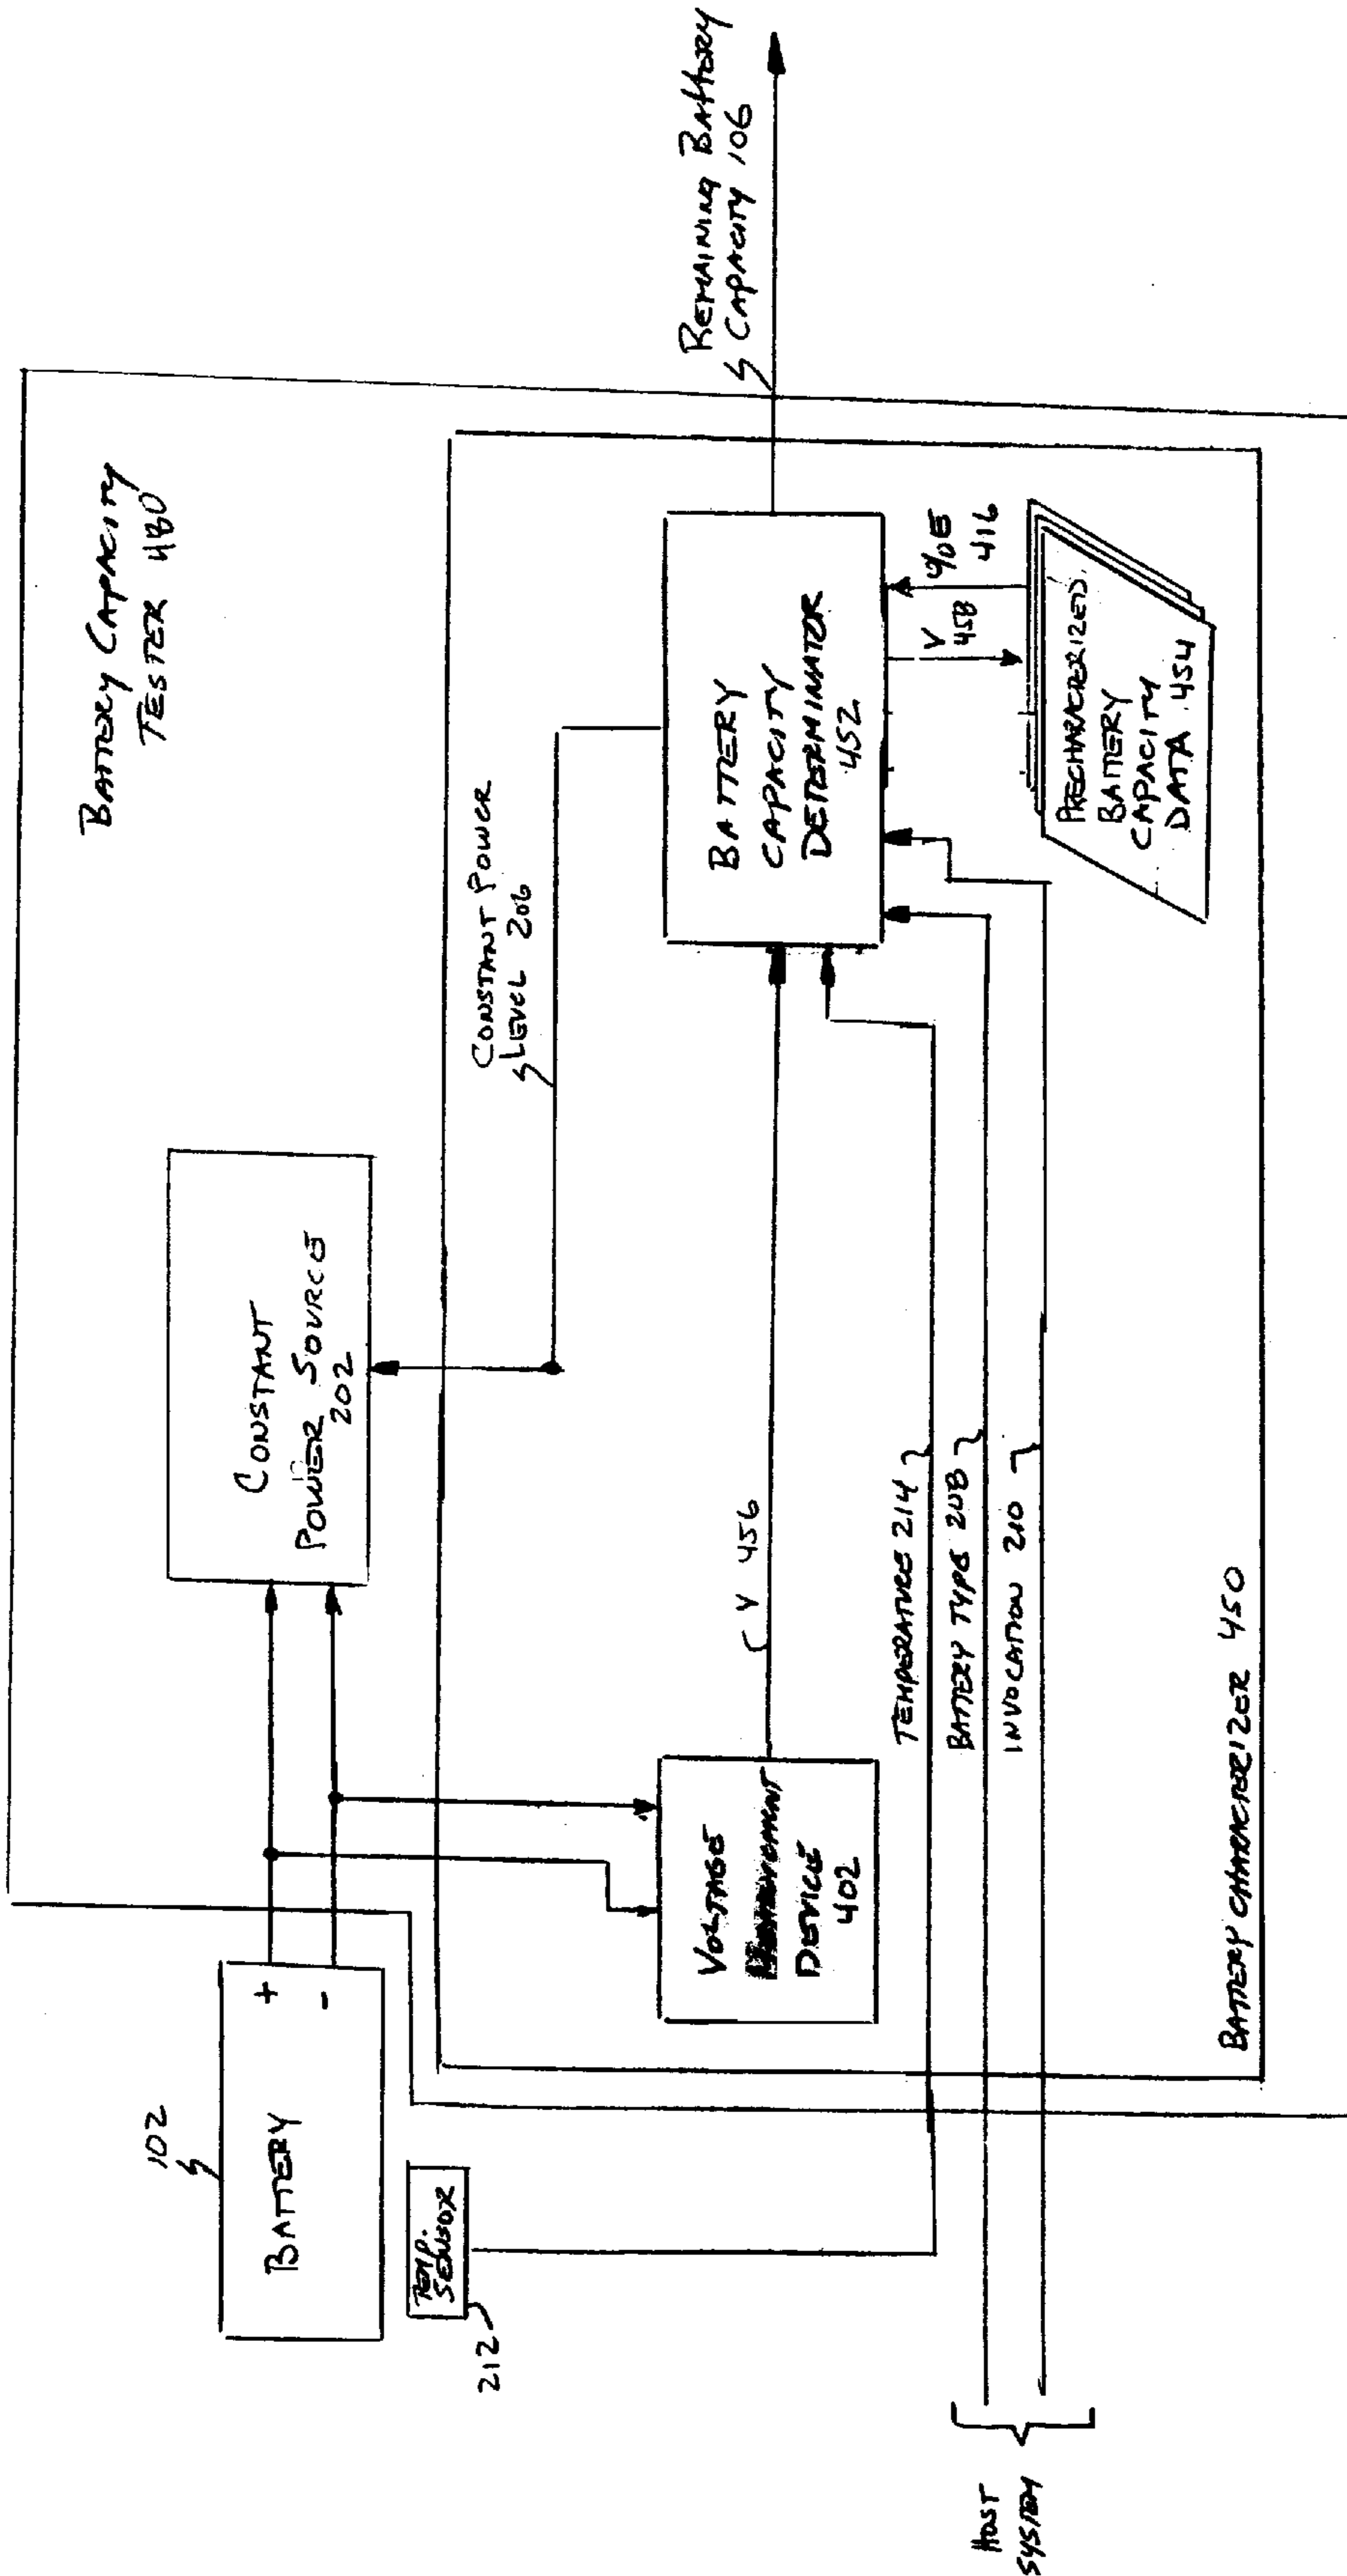 BATTERY CAPACITY
TESTER 480
102
BATTERY
+
-
TEMP.
SENSOR
212
CONSTANT
POWER SOURCE
202
CONSTANT POWER
LEVEL 206
VOLTAGE
DEVICE
402
V 456
BATTERY
CAPACITY
DETERMINATOR
452
REMAINING BATTERY
CAPACITY 106
V
458
%DE
416
PRECHARACTERIZED
BATTERY
CAPACITY
DATA 454
TEMPERATURE 214
BATTERY TYPE 208
INVOCATION 210
HOST
SYSTEM
BATTERY CHARACTERIZER 450